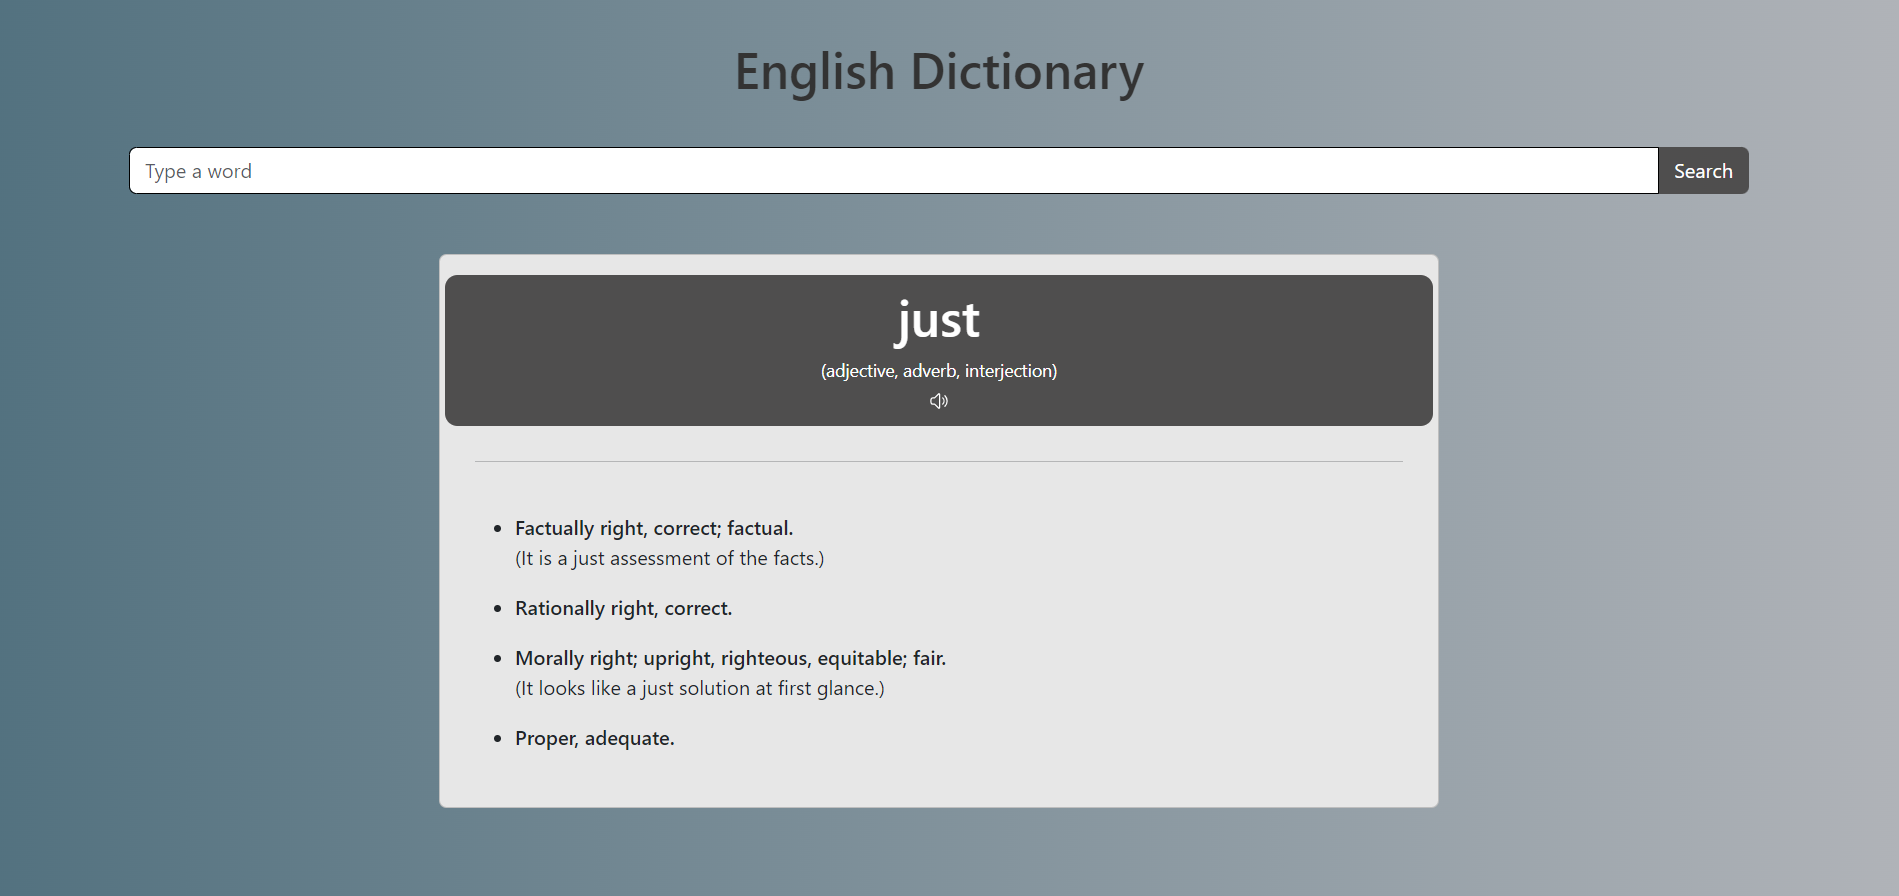 English Dictionary
Type a word
Search
just
(adjective, adverb, interjection)
• Factually right, correct; factual.
(It is a just assessment of the facts.)
• Rationally right, correct.
• Morally right; upright, righteous, equitable; fair.
(It looks like a just solution at first glance.)
• Proper, adequate.